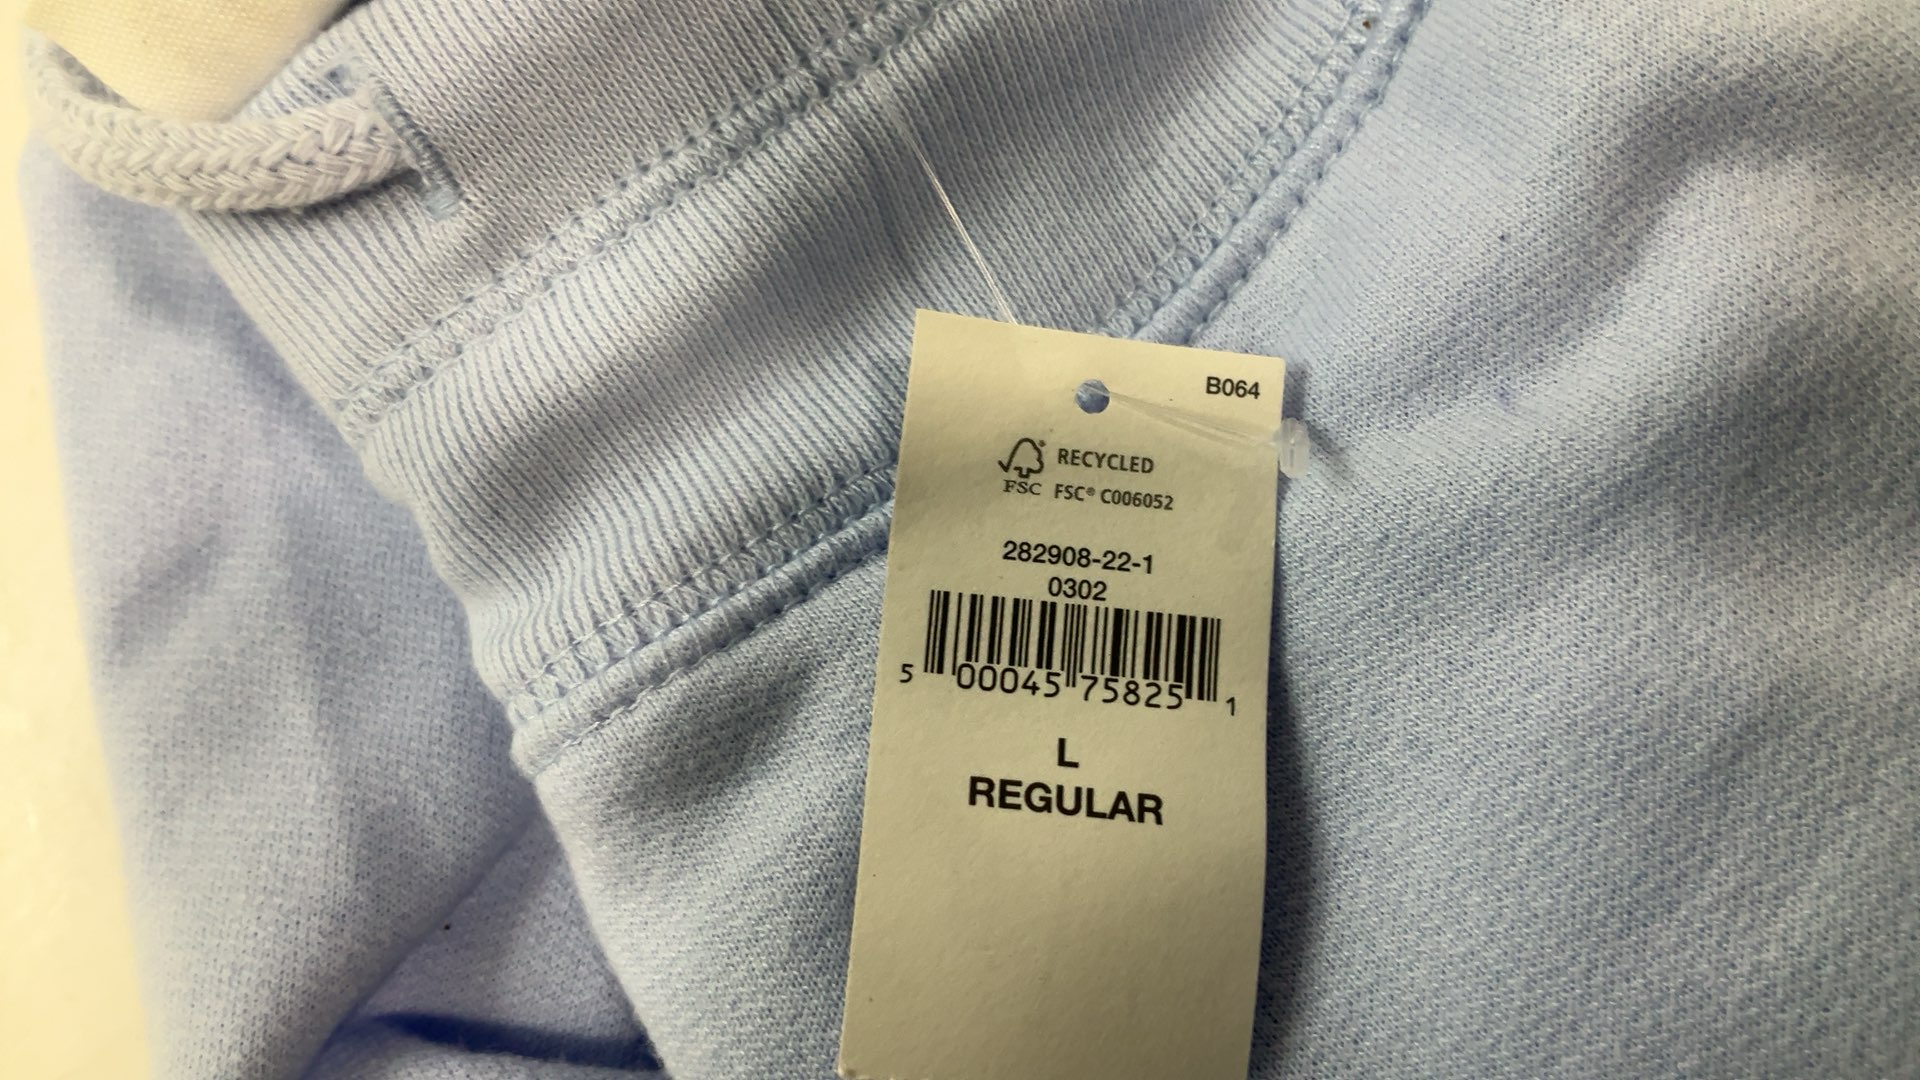 B064
RECYCLED
FSC FSC® C006052
282908-22-1
0302
5 00045 75825 1
L
REGULAR